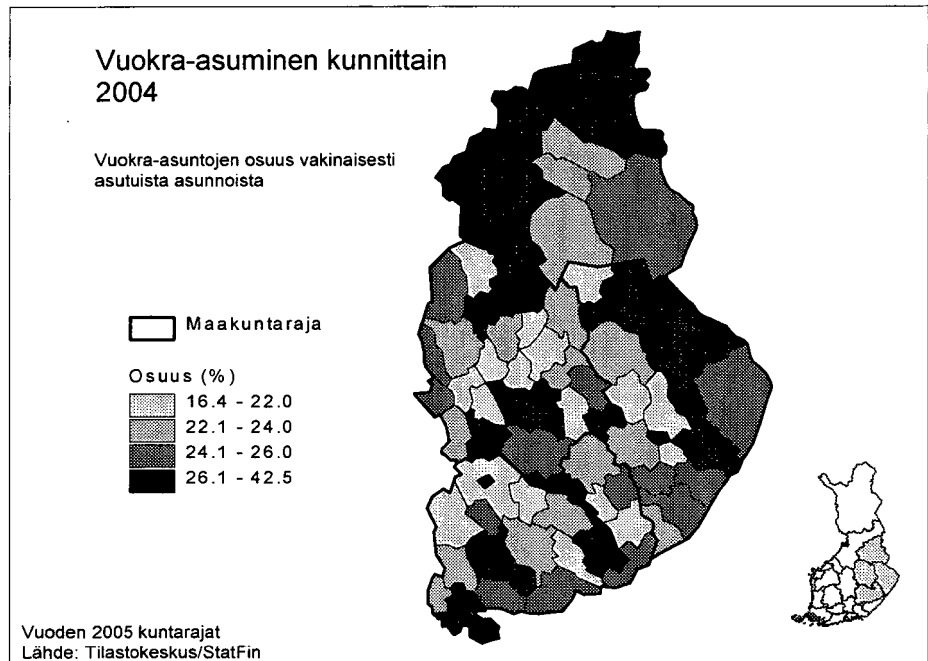 Vuokra-asuminen kunnittain
2004
Vuokra-asuntojen osuus vakinaisesti
asutuista asunnoista
Maakuntaraja
Osuus (%)
16.4 - 22.0
22.1 - 24.0
24.1 - 26.0
26.1 - 42.5
Vuoden 2005 kuntarajat
Lähde: Tilastokeskus/StatFin